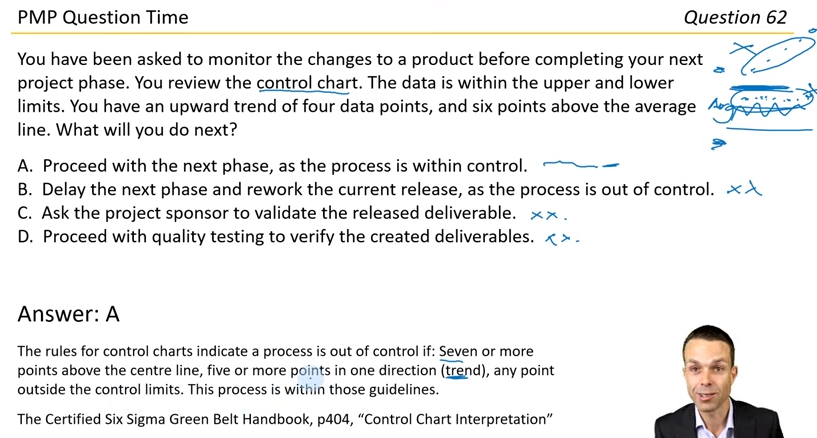 PMP Question Time
Question 62
You have been asked to monitor the changes to a product before completing your next
project phase. You review the control chart. The data is within the upper and lower
limits. You have an upward trend of four data points, and six points above the average
line. What will you do next?
Avg
A. Proceed with the next phase, as the process is within control.
B. Delay the next phase and rework the current release, as the process is out of control.
C. Ask the project sponsor to validate the released deliverable.
D. Proceed with quality testing to verify the created deliverables.
Answer: A
The rules for control charts indicate a process is out of control if: Seven or more
points above the centre line, five or more points in one direction (trend), any point
outside the control limits. This process is within those guidelines.
The Certified Six Sigma Green Belt Handbook, p404, “Control Chart Interpretation”